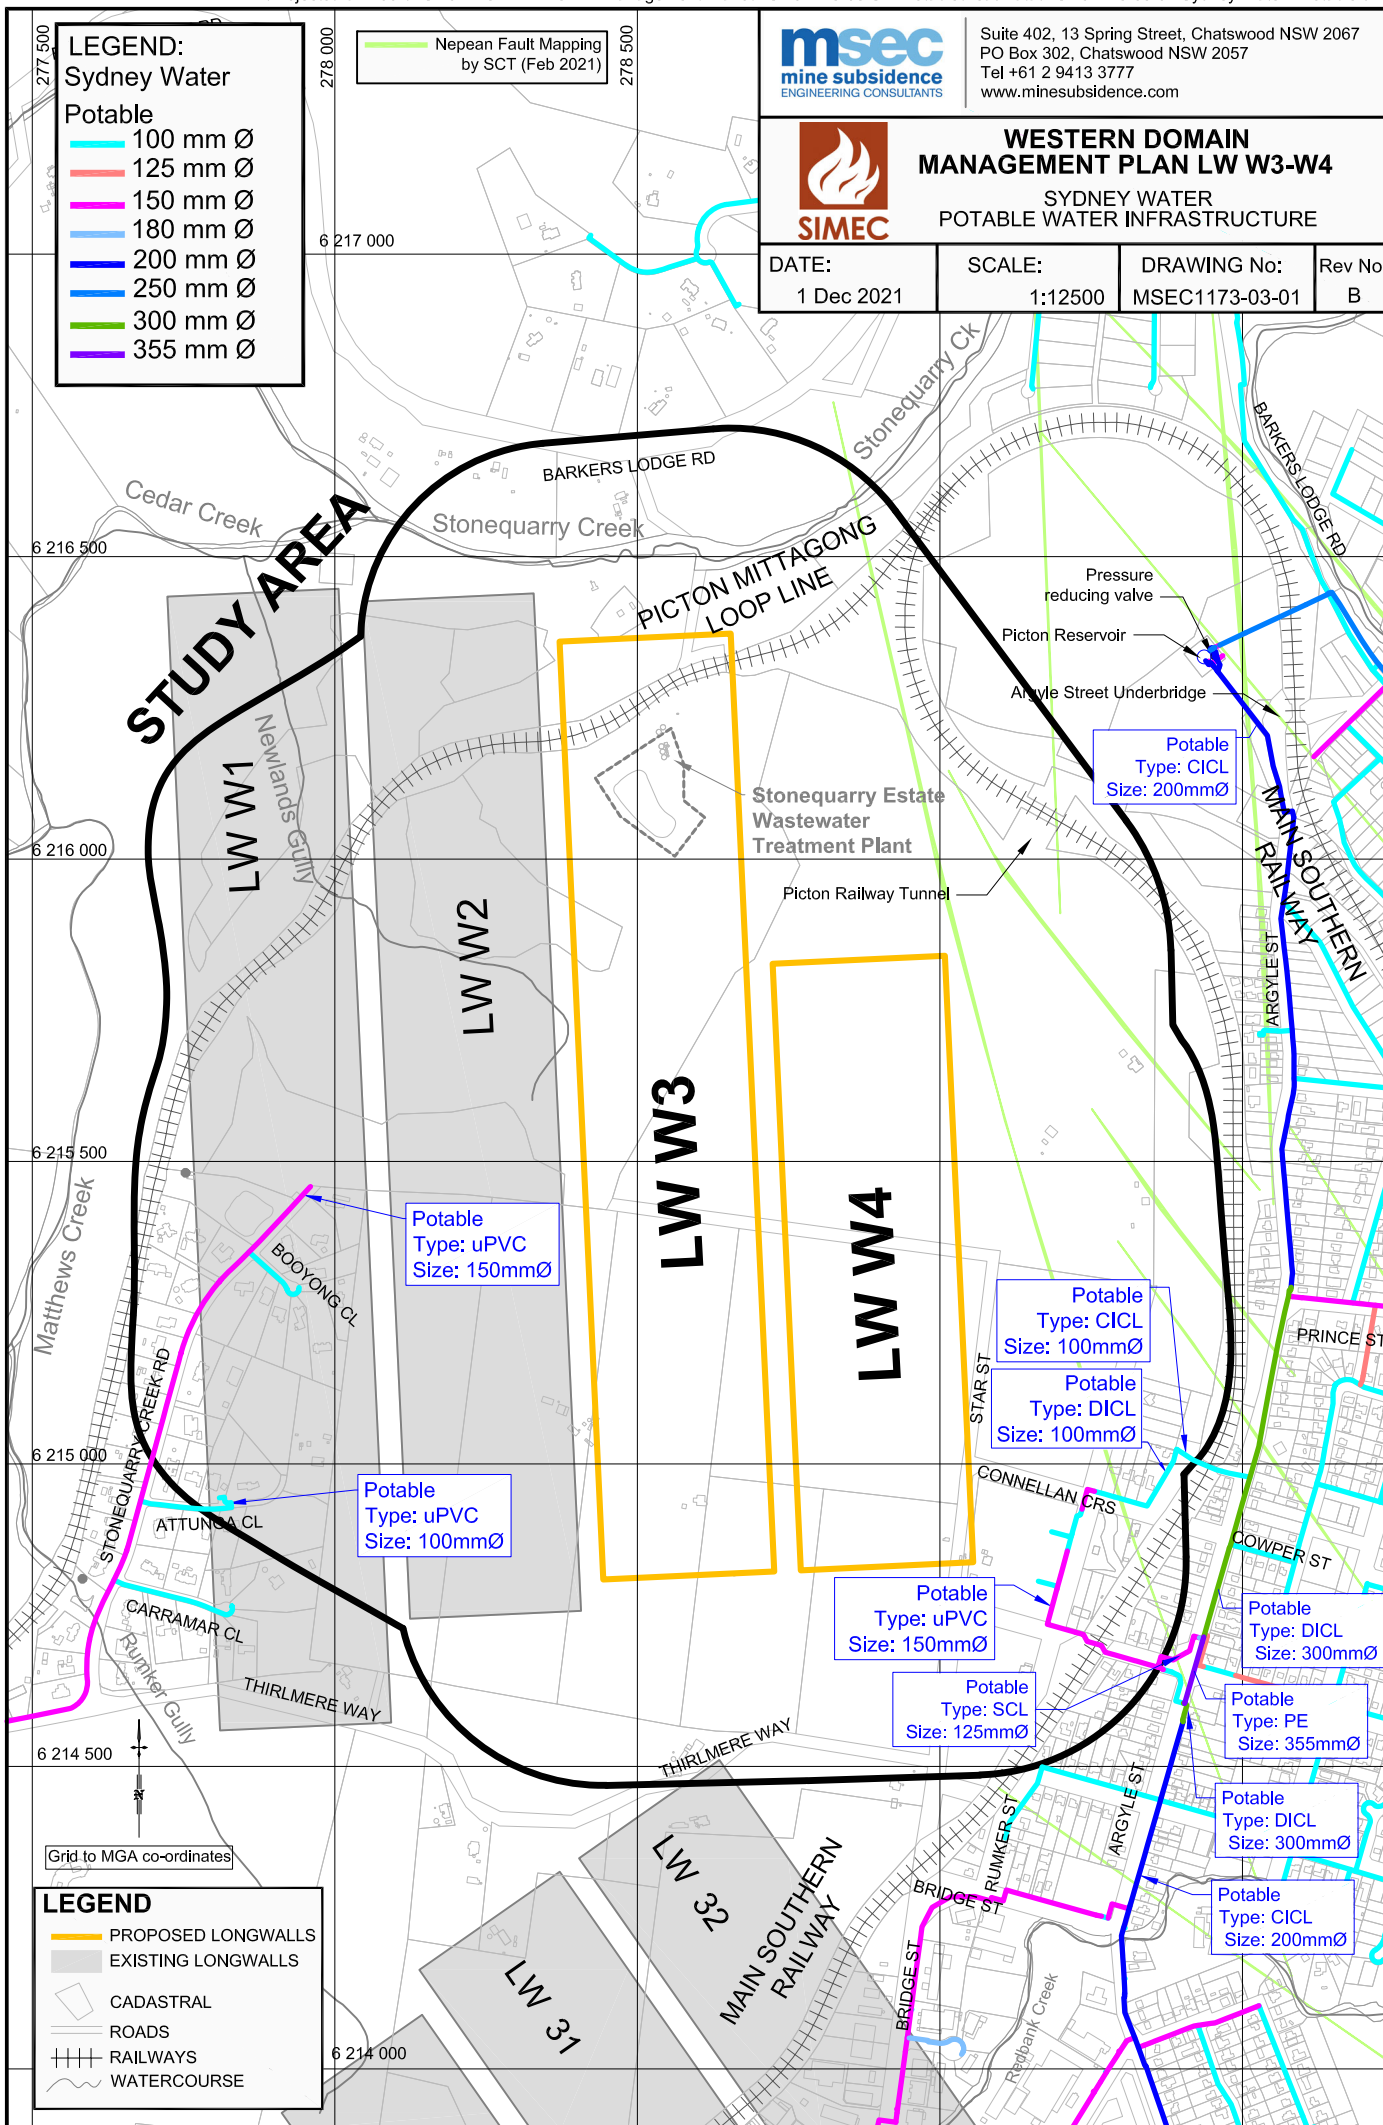 LEGEND:
Sydney Water
Potable
100 mm Ø
125 mm Ø
150 mm Ø
180 mm Ø
200 mm Ø
250 mm Ø
300 mm Ø
355 mm Ø
277 500
278 000
278 500
Nepean Fault Mapping
by SCT (Feb 2021)
msec
mine subsidence
ENGINEERING CONSULTANTS
Suite 402, 13 Spring Street, Chatswood NSW 2067
PO Box 302, Chatswood NSW 2057
Tel +61 2 9413 3777
www.minesubsidence.com
SIMEC
WESTERN DOMAIN
MANAGEMENT PLAN LW W3-W4
SYDNEY WATER
POTABLE WATER INFRASTRUCTURE
DATE:
1 Dec 2021
SCALE:
1:12500
DRAWING No:
MSEC1173-03-01
Rev No
B
6 217 000
Stonequarry Ck
BARKERS LODGE RD
BARKERS LODGE RD
Cedar Creek
STUDY AREA
Stonequarry Creek
6 216 500
PICTON MITTAGONG
LOOP LINE
Pressure
reducing valve
Picton Reservoir
Argyle Street Underbridge
Potable
Type: CICL
Size: 200mmØ
Newlands Gully
LW W1
LW W2
Stonequarry Estate
Wastewater
Treatment Plant
MAIN SOUTHERN
RAILWAY
6 216 000
Picton Railway Tunnel
ARGYLE ST
LW W3
LW W4
6 215 500
Matthews Creek
Potable
Type: uPVC
Size: 150mmØ
BOOYONG CL
Potable
Type: CICL
Size: 100mmØ
PRINCE ST
STONEQUARRY CREEK RD
STAR ST
Potable
Type: DICL
Size: 100mmØ
6 215 000
CONNELLAN CRS
Potable
Type: uPVC
Size: 100mmØ
ATTUNGA CL
COWPER ST
CARRAMAR CL
Potable
Type: uPVC
Size: 150mmØ
Potable
Type: DICL
Size: 300mmØ
Rumker Gully
THIRLMERE WAY
Potable
Type: SCL
Size: 125mmØ
Potable
Type: PE
Size: 355mmØ
6 214 500
THIRLMERE WAY
ARGYLE ST
Potable
Type: DICL
Size: 300mmØ
N
Grid to MGA co-ordinates
LW 32
RUMKER ST
MAIN SOUTHERN
RAILWAY
BRIDGE ST
Potable
Type: CICL
Size: 200mmØ
LEGEND
PROPOSED LONGWALLS
EXISTING LONGWALLS
CADASTRAL
ROADS
RAILWAYS
WATERCOURSE
LW 31
BRIDGE ST
Redbank Creek
6 214 000